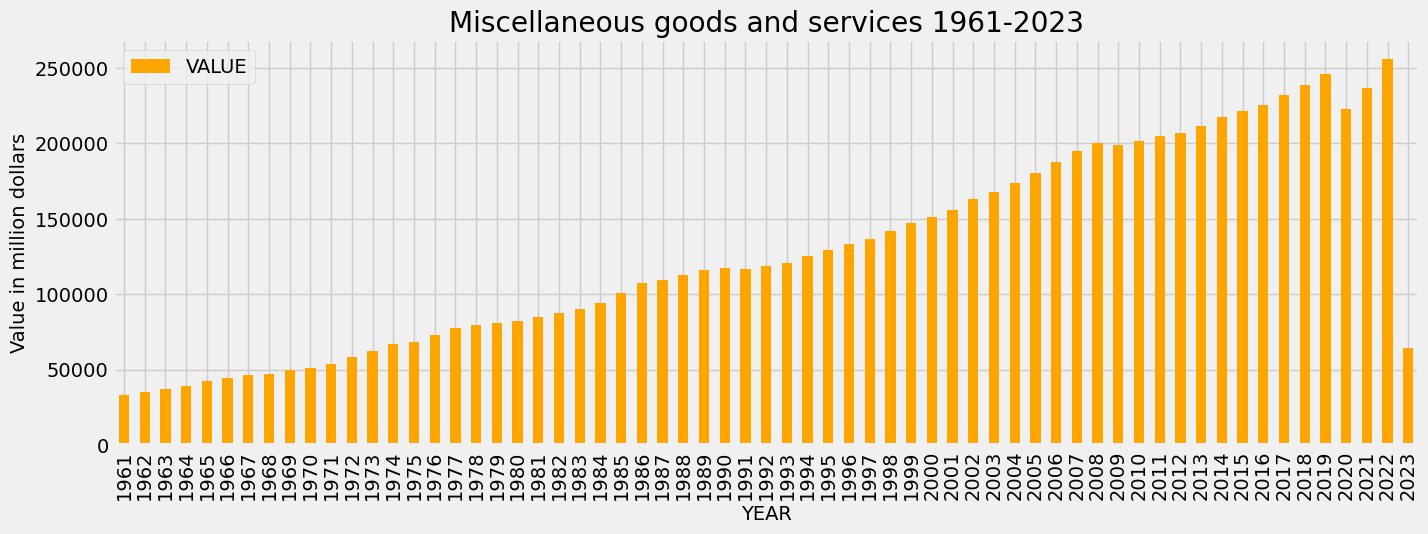 Miscellaneous goods and services 1961-2023
VALUE
Value in million dollars
250000
200000
150000
100000
50000
0
1961 1962 1963 1964 1965 1966 1967 1968 1969 1970 1971 1972 1973 1974 1975 1976 1977 1978 1979 1980 1981 1982 1983 1984 1985 1986 1987 1988 1989 1990 1991 1992 1993 1994 1995 1996 1997 1998 1999 2000 2001 2002 2003 2004 2005 2006 2007 2008 2009 2010 2011 2012 2013 2014 2015 2016 2017 2018 2019 2020 2021 2022 2023
YEAR